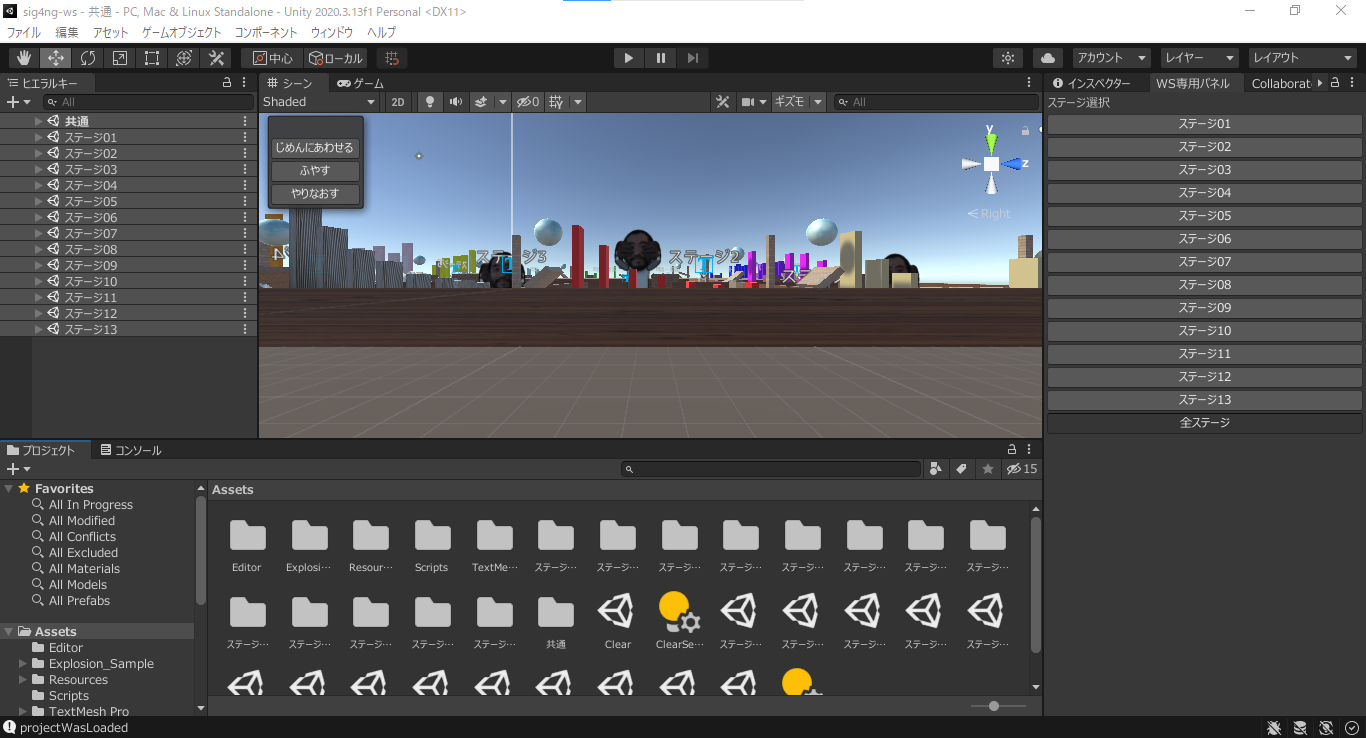 sig4ng-ws - 共通 - PC, Mac & Linux Standalone - Unity 2020.3.13f1 Personal <DX11>
ファイル 編集 アセット ゲームオブジェクト コンポーネント ウィンドウ ヘルプ
中心 ローカル アカウント レイヤー レイアウト
ヒエラルキー
All
共通
ステージ01
ステージ02
ステージ03
ステージ04
ステージ05
ステージ06
ステージ07
ステージ08
ステージ09
ステージ10
ステージ11
ステージ12
ステージ13
シーン ゲーム
Shaded 2D 0 ギズモ All
じめんにあわせる
ふやす
やりなおす
y
z
Right
ステージ3
ステージ2
インスペクター WS専用パネル Collaborat
ステージ選択
ステージ01
ステージ02
ステージ03
ステージ04
ステージ05
ステージ06
ステージ07
ステージ08
ステージ09
ステージ10
ステージ11
ステージ12
ステージ13
全ステージ
プロジェクト コンソール
15
Favorites
All In Progress
All Modified
All Conflicts
All Excluded
All Materials
All Models
All Prefabs
Assets
Editor
Explosion_Sample
Resources
Scripts
TextMesh Pro
Assets
Editor Explosi… Resour… Scripts TextMe… ステージ… ステージ… ステージ… ステージ… ステージ… ステージ… ステージ… ステージ…
ステージ… ステージ… ステージ… ステージ… ステージ… 共通 Clear ClearSe… ステージ… ステージ… ステージ… ステージ… ステージ…
projectWasLoaded